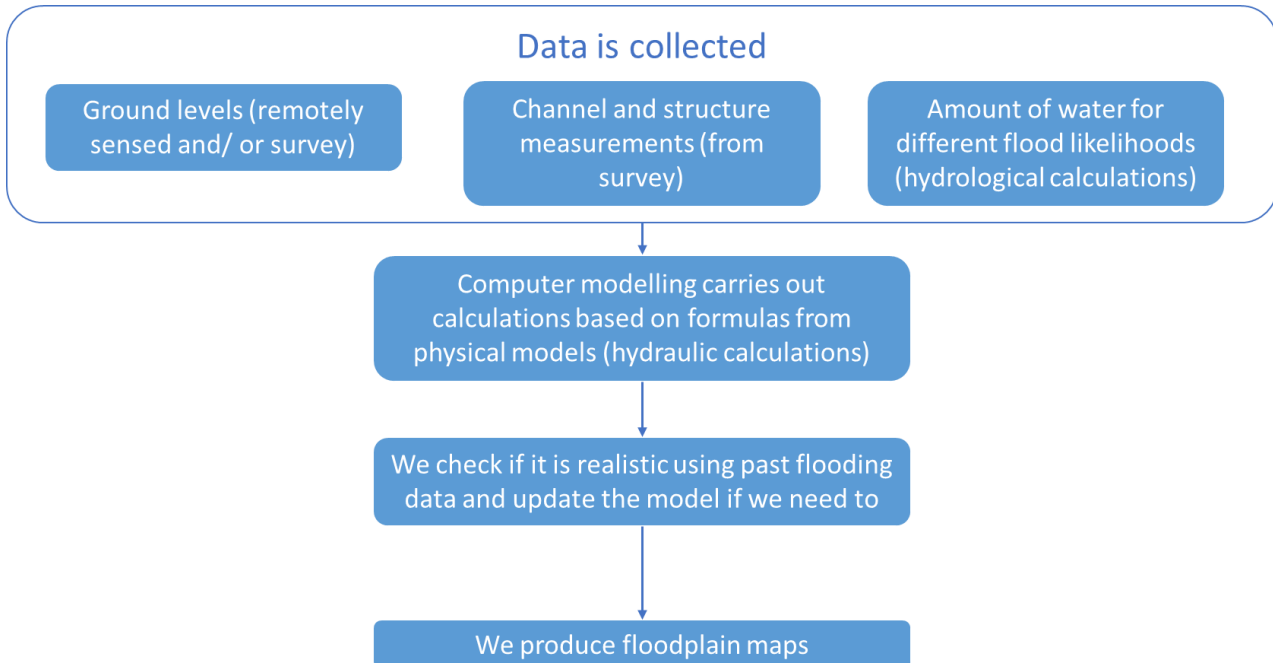 Data is collected
Ground levels (remotely
sensed and/ or survey)
Channel and structure
measurements (from
survey)
Amount of water for
different flood likelihoods
(hydrological calculations)
Computer modelling carries out
calculations based on formulas from
physical models (hydraulic calculations)
We check if it is realistic using past flooding
data and update the model if we need to
We produce floodplain maps